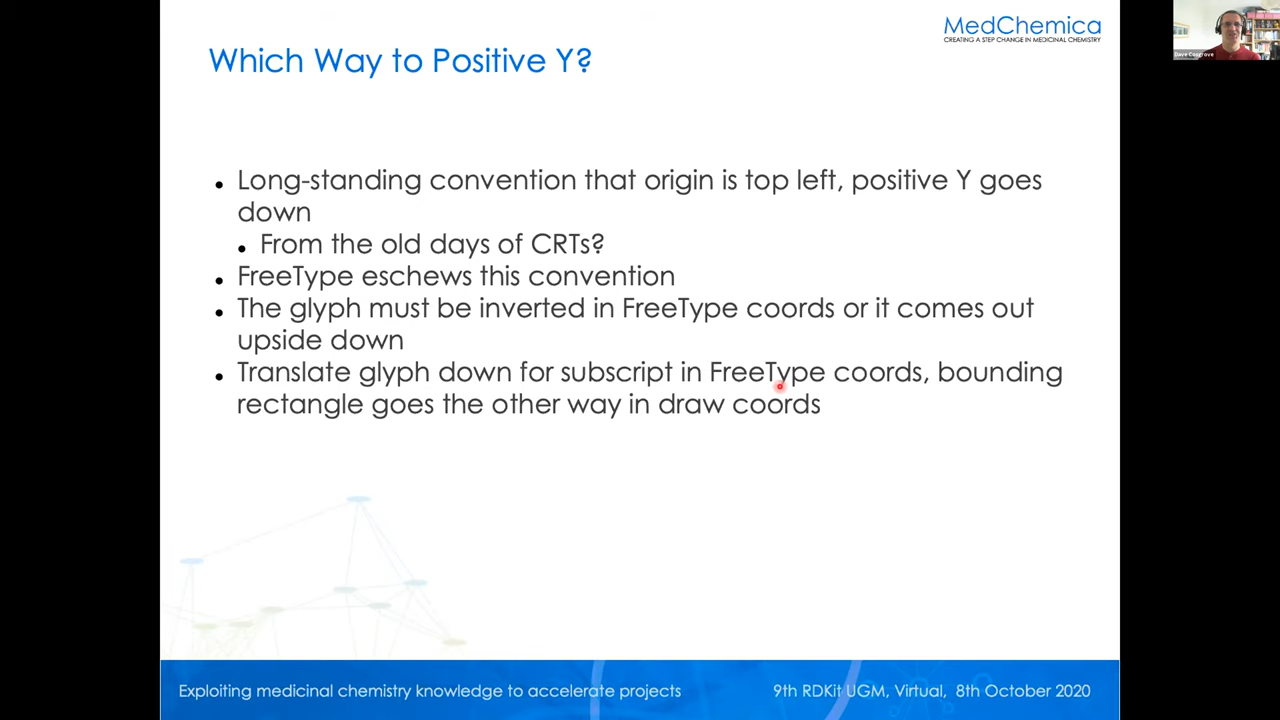 MedChemica
CREATING A STEP CHANGE IN MEDICINAL CHEMISTRY
Which Way to Positive Y?
Long-standing convention that origin is top left, positive Y goes
down
From the old days of CRTs?
FreeType eschews this convention
The glyph must be inverted in FreeType coords or it comes out
upside down
Translate glyph down for subscript in FreeType coords, bounding
rectangle goes the other way in draw coords
Exploiting medicinal chemistry knowledge to accelerate projects
9th RDKit UGM, Virtual, 8th October 2020
Dave Cosgrove